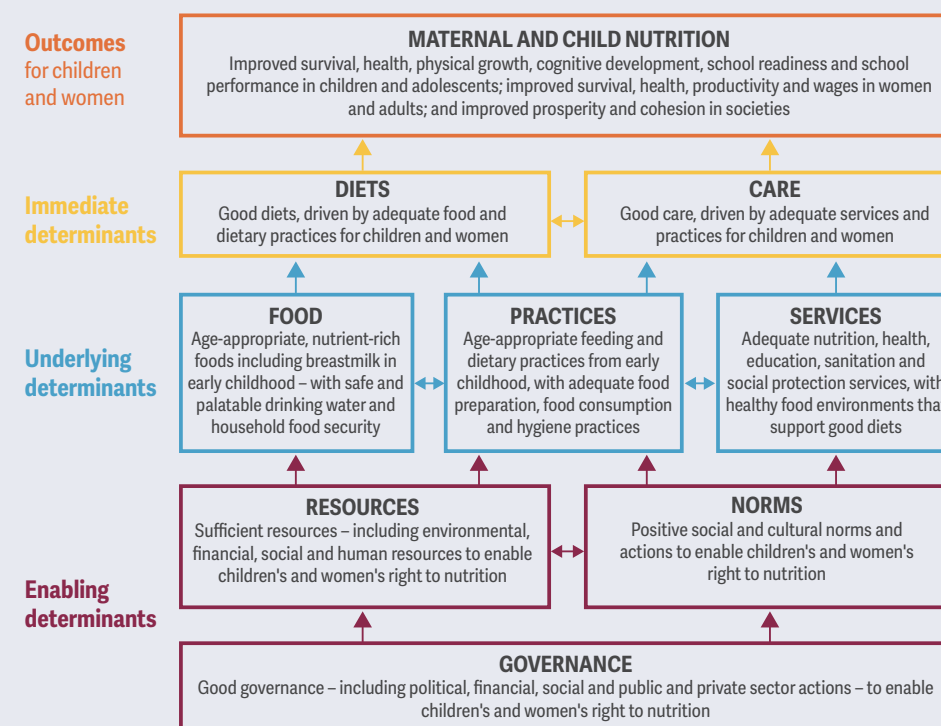 Outcomes
for children
and women
MATERNAL AND CHILD NUTRITION
Improved survival, health, physical growth, cognitive development, school readiness and school
performance in children and adolescents; improved survival, health, productivity and wages in women
and adults; and improved prosperity and cohesion in societies
Immediate
determinants
DIETS
Good diets, driven by adequate food and
dietary practices for children and women
CARE
Good care, driven by adequate services and
practices for children and women
Underlying
determinants
FOOD
Age-appropriate, nutrient-rich
foods including breastmilk in
early childhood – with safe and
palatable drinking water and
household food security
PRACTICES
Age-appropriate feeding and
dietary practices from early
childhood, with adequate food
preparation, food consumption
and hygiene practices
SERVICES
Adequate nutrition, health,
education, sanitation and
social protection services, with
healthy food environments tha
support good diets
Enabling
determinants
RESOURCES
Sufficient resources – including environmental,
financial, social and human resources to enable
children's and women's right to nutrition
NORMS
Positive social and cultural norms and
actions to enable children's and women's
right to nutrition
GOVERNANCE
Good governance – including political, financial, social and public and private sector actions – to enable
children's and women's right to nutrition